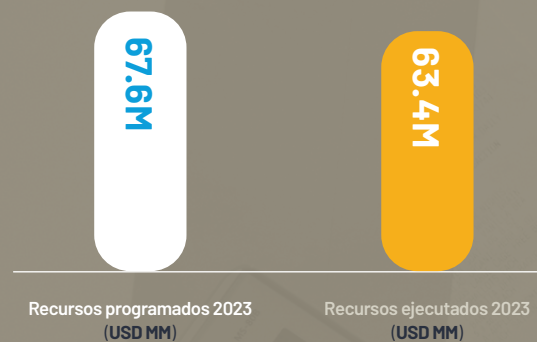 67.6M
63.4M
Recursos programados 2023
(USD MM)
Recursos ejecutados 2023
(USD MM)